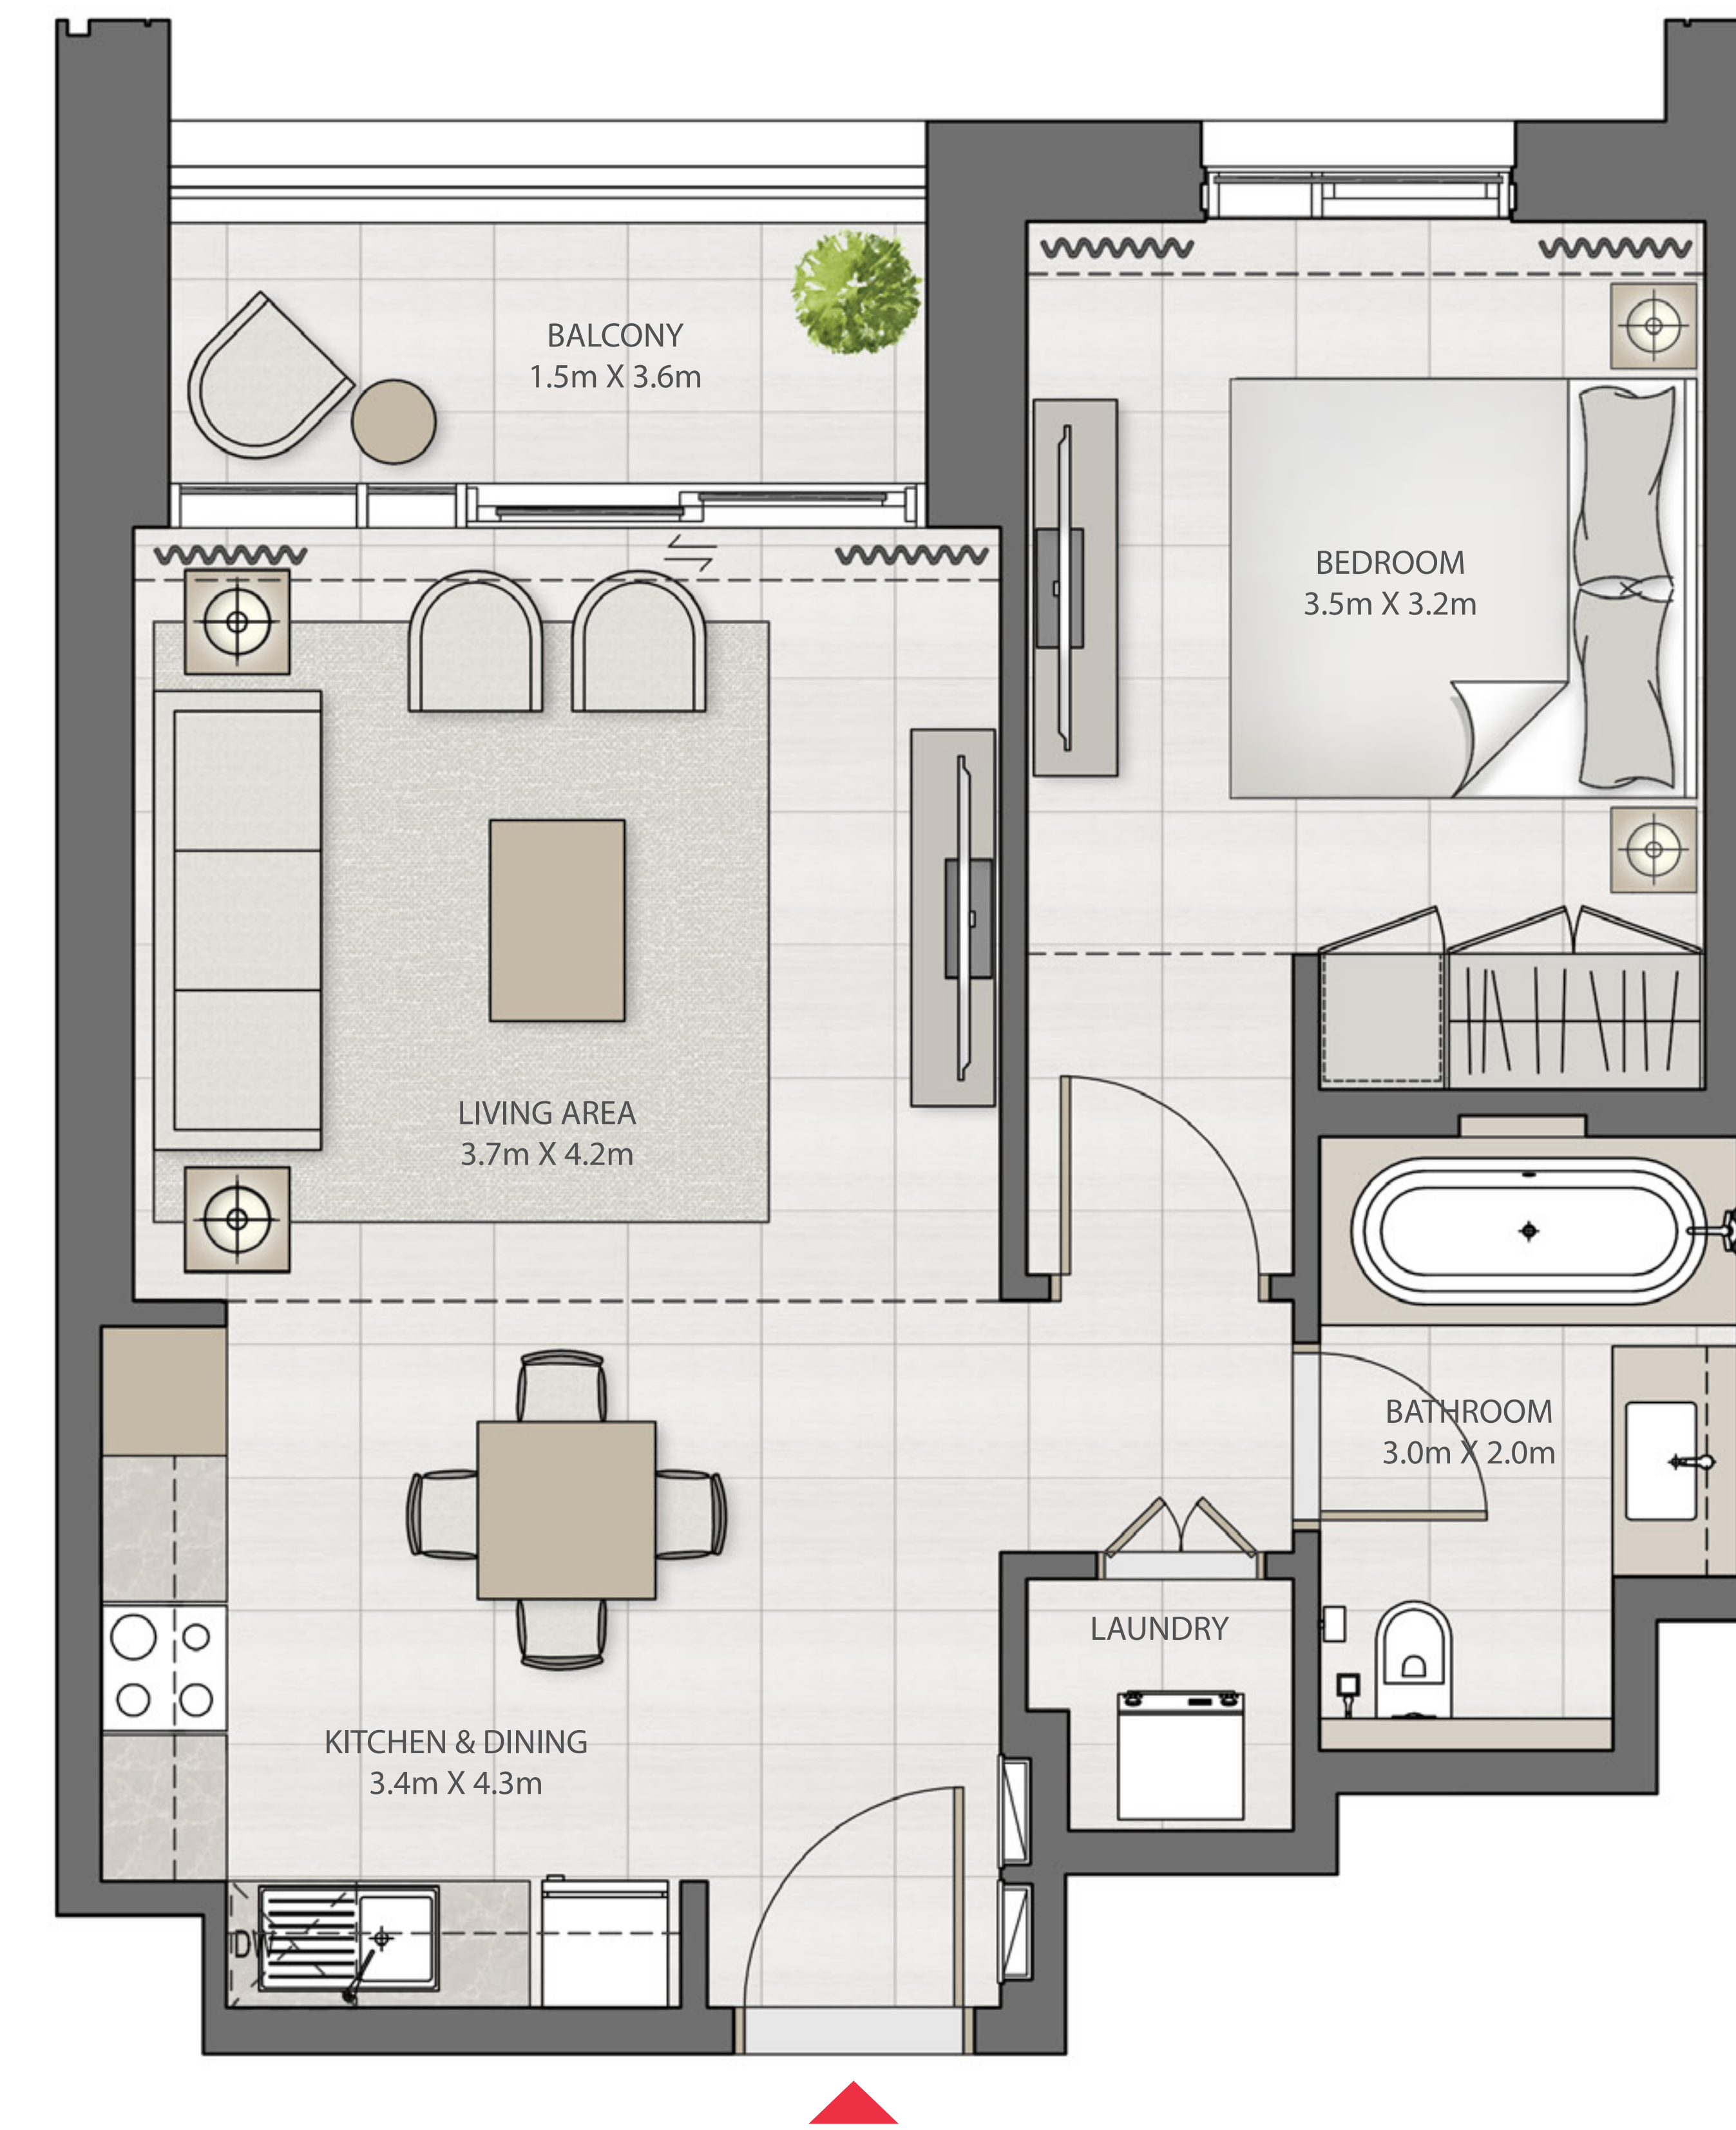 BALCONY
1.5m X 3.6m
BEDROOM
3.5m X 3.2m
LIVING AREA
3.7m X 4.2m
BATHROOM
3.0m X 2.0m
LAUNDRY
KITCHEN & DINING
3.4m X 4.3m
DW